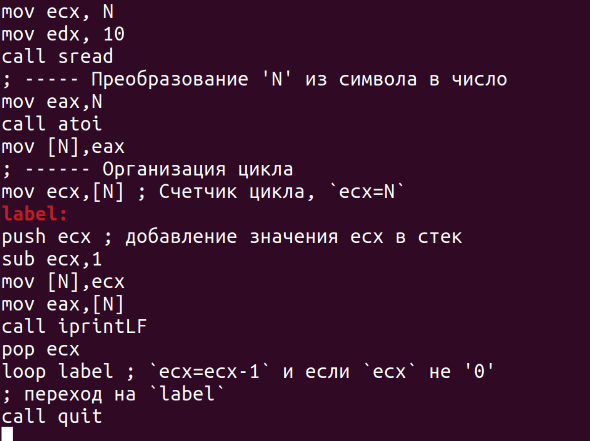 mov ecx, N
mov edx, 10
call sread
; ----- Преобразование 'N' из символа в число
mov eax,N
call atoi
mov [N],eax
; ------ Организация цикла
mov ecx,[N] ; Счетчик цикла, `ecx=N`
label:
push ecx ; добавление значения ecx в стек
sub ecx,1
mov [N],ecx
mov eax,[N]
call iprintLF
pop ecx
loop label ; `ecx=ecx-1` и если `ecx` не '0'
; переход на `label`
call quit